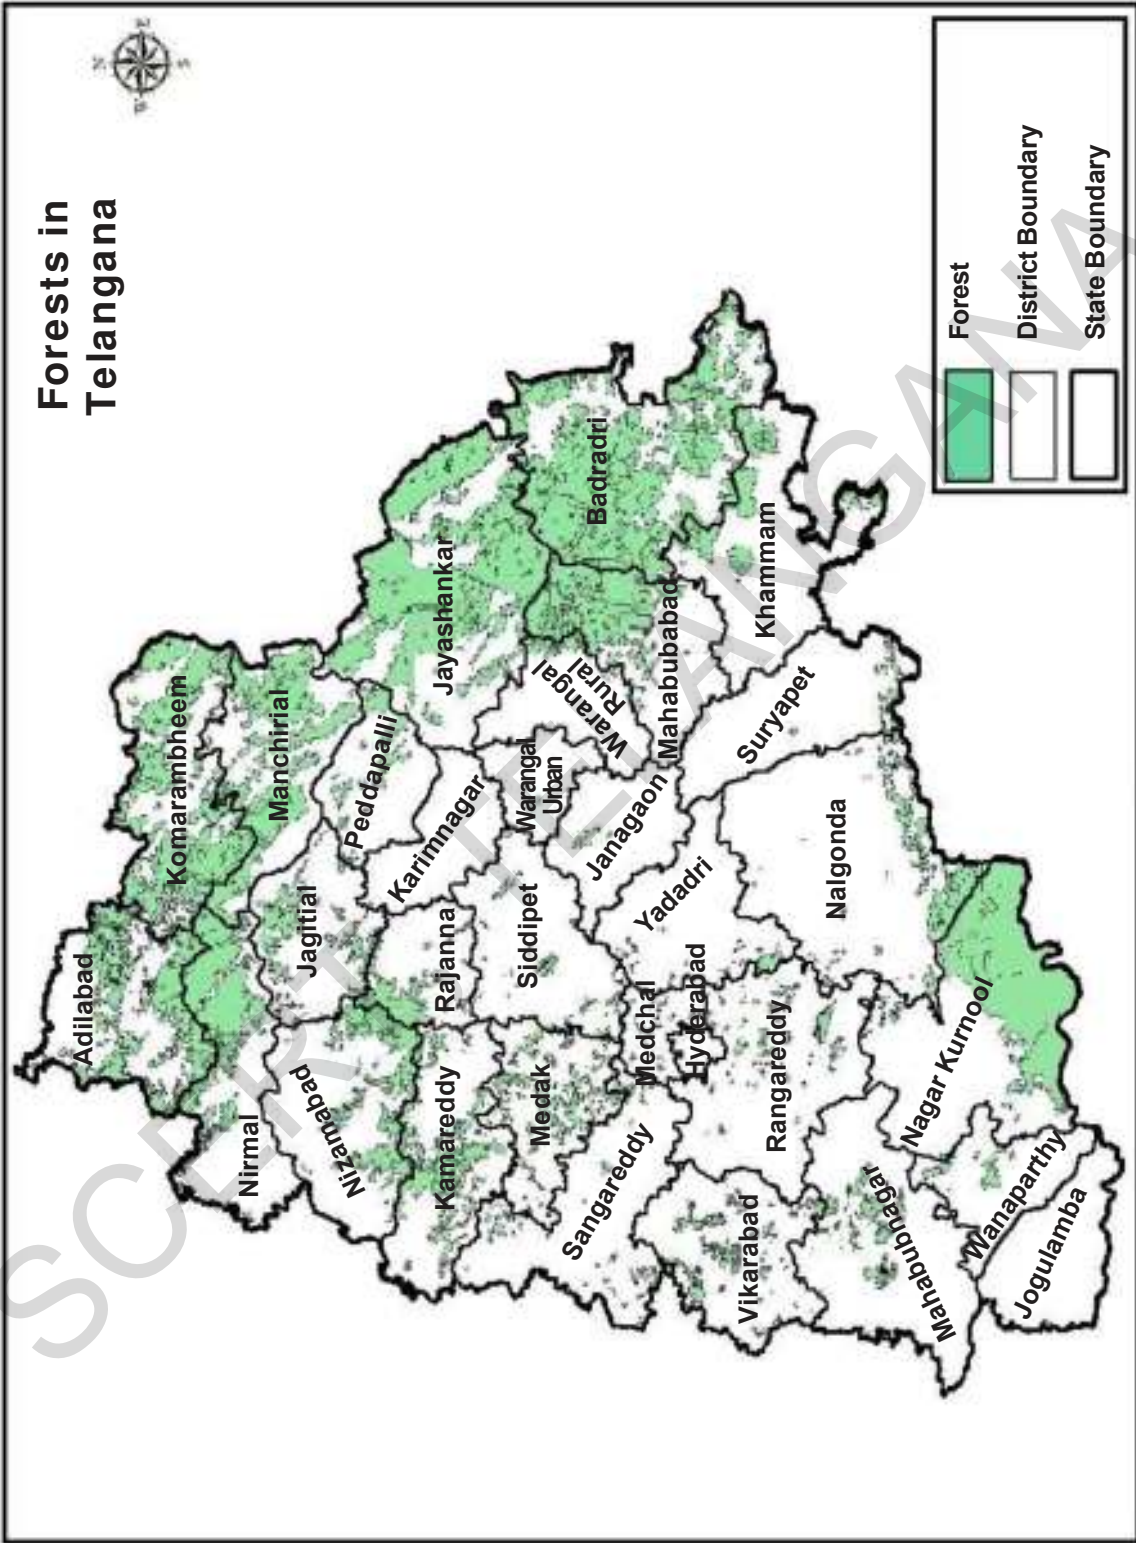 Forests in
Telangana
Adilabad
Komarambheem
Nirmal
Manchirial
Jagitial
Peddapalli
Nizamabad
Jayashankar
Karimnagar
Rajanna
Kamareddy
Warangal
Urban
Warangal
Rural
Siddipet
Medak
Badradri
Mahabubabad
Janagaon
Sangareddy
Medchal
Yadadri
Hyderabad
Khammam
Suryapet
Rangareddy
Vikarabad
Nalgonda
Mahabubnagar
Nagar Kurnool
Wanaparthy
Jogulamba
Forest
District Boundary
State Boundary
N
S
SCERT TELANGANA